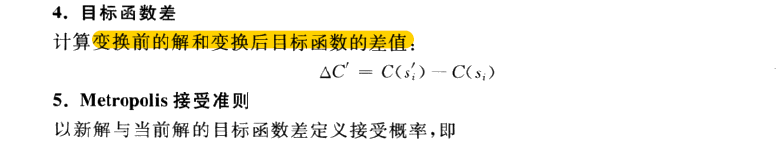 4. 目标函数差
计算变换前的解和变换后目标函数的差值:
ΔC′ = C(s′ᵢ) − C(sᵢ)
5. Metropolis 接受准则
以新解与当前解的目标函数差定义接受概率,即